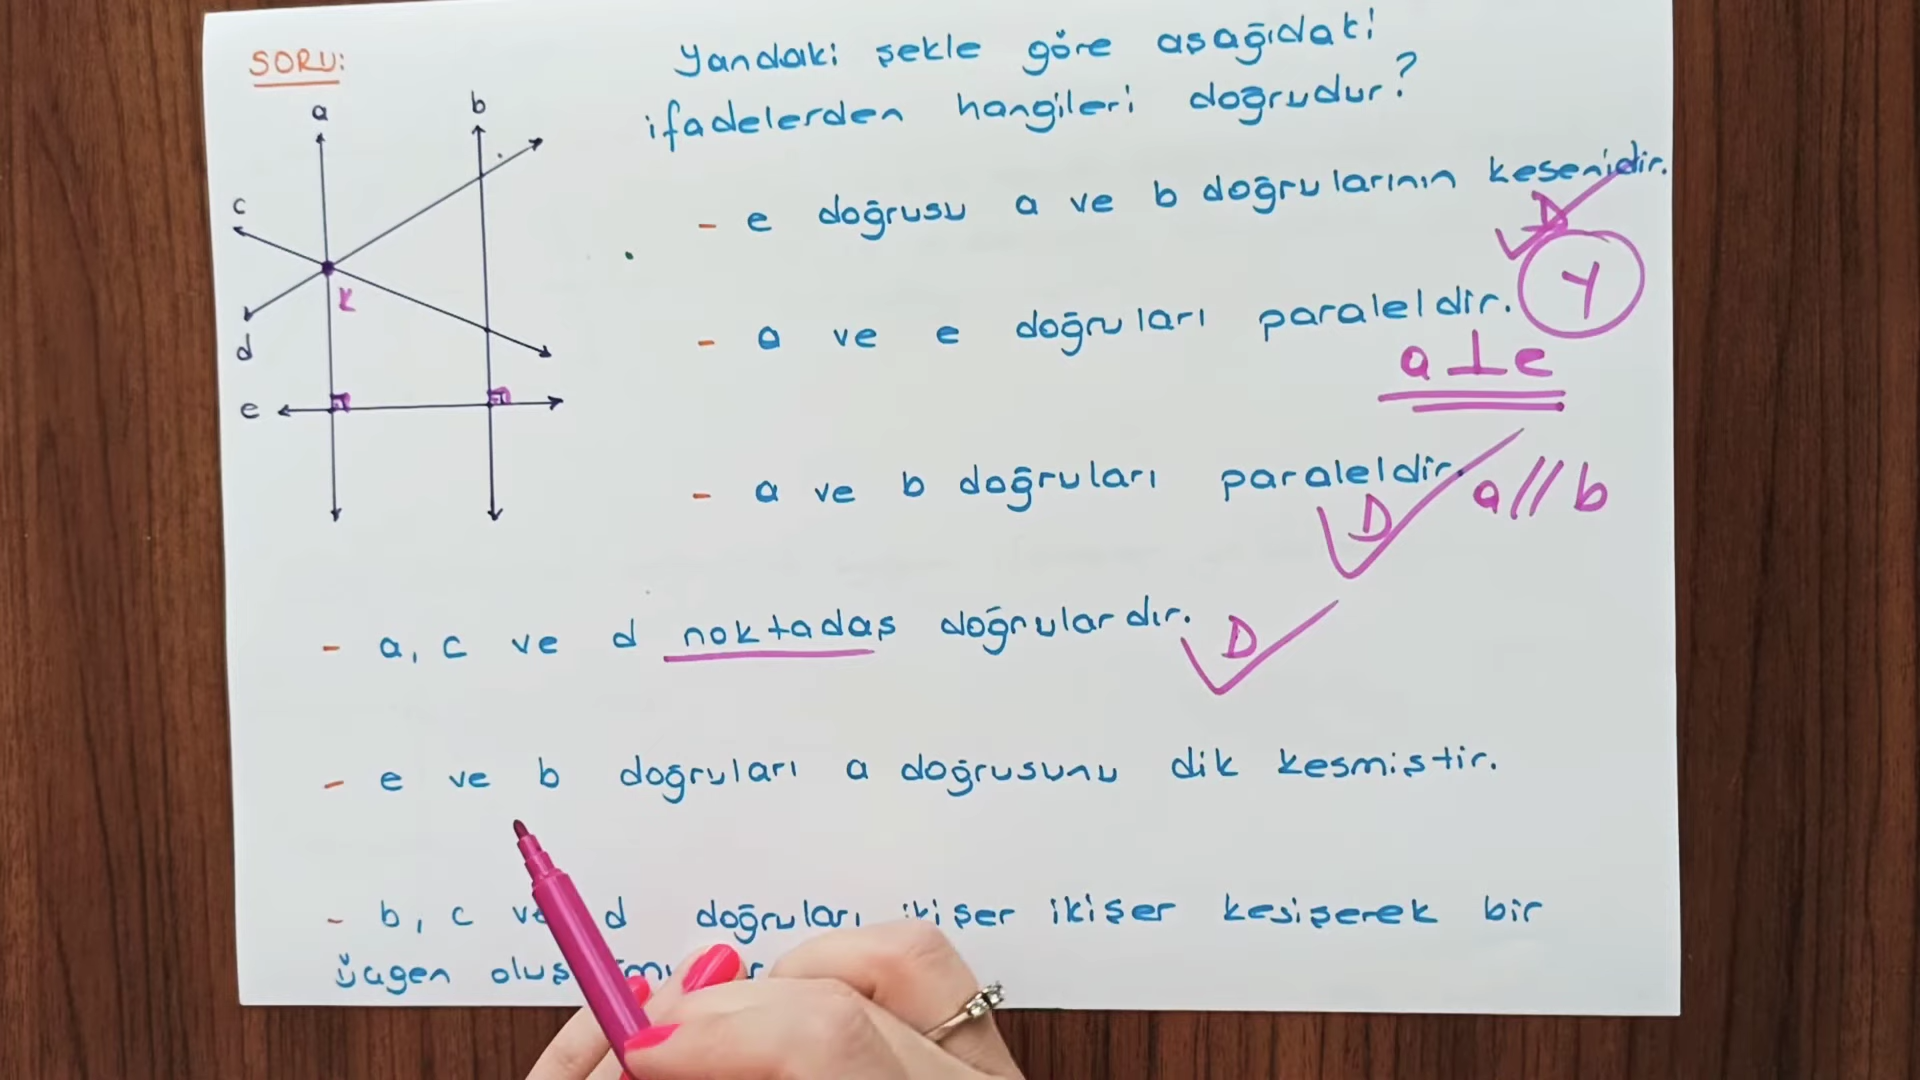 SORU:
Yandaki şekle göre aşağıdaki
ifadelerden hangileri doğrudur?
a
b
c
K
d
e
- e doğrusu a ve b doğrularının kesenidir.
D
- a ve e doğruları paraleldir. Y
a ⊥ e
- a ve b doğruları paraleldir. a // b
D
- a, c ve d noktadaş doğrulardır. D
- e ve b doğruları a doğrusunu dik kesmiştir.
- b, c ve d doğruları ikişer ikişer kesişerek bir
üçgen